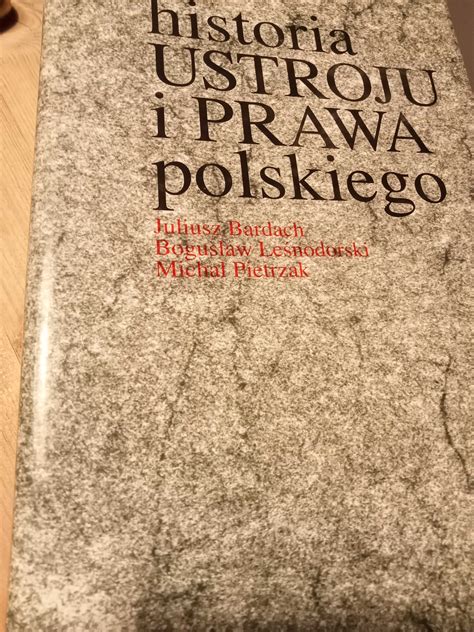 historia
USTROJU
i PRAWA
polskiego
Juliusz Bardach
Bogusław Leśnodorski
Michał Pietrzak